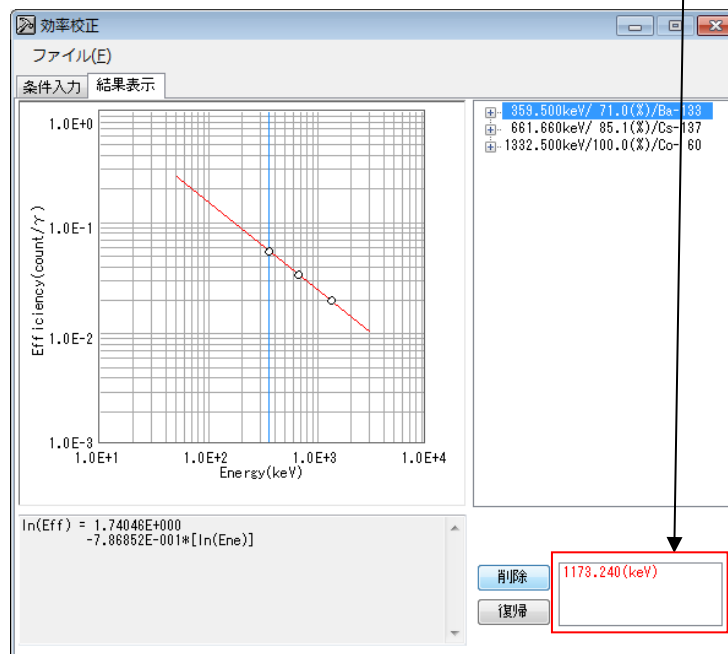 効率校正
ファイル(F)
条件入力 結果表示
1.0E+0
1.0E-1
1.0E-2
1.0E-3
Efficiency(count/γ)
1.0E+1 1.0E+2 1.0E+3 1.0E+4
Energy(keV)
359.500keV/ 71.0(%)/Ba-133
661.660keV/ 85.1(%)/Cs-137
1332.500keV/100.0(%)/Co- 60
ln(Eff) = 1.74046E+000
-7.86852E-001*[ln(Ene)]
削除
復帰
1173.240(keV)